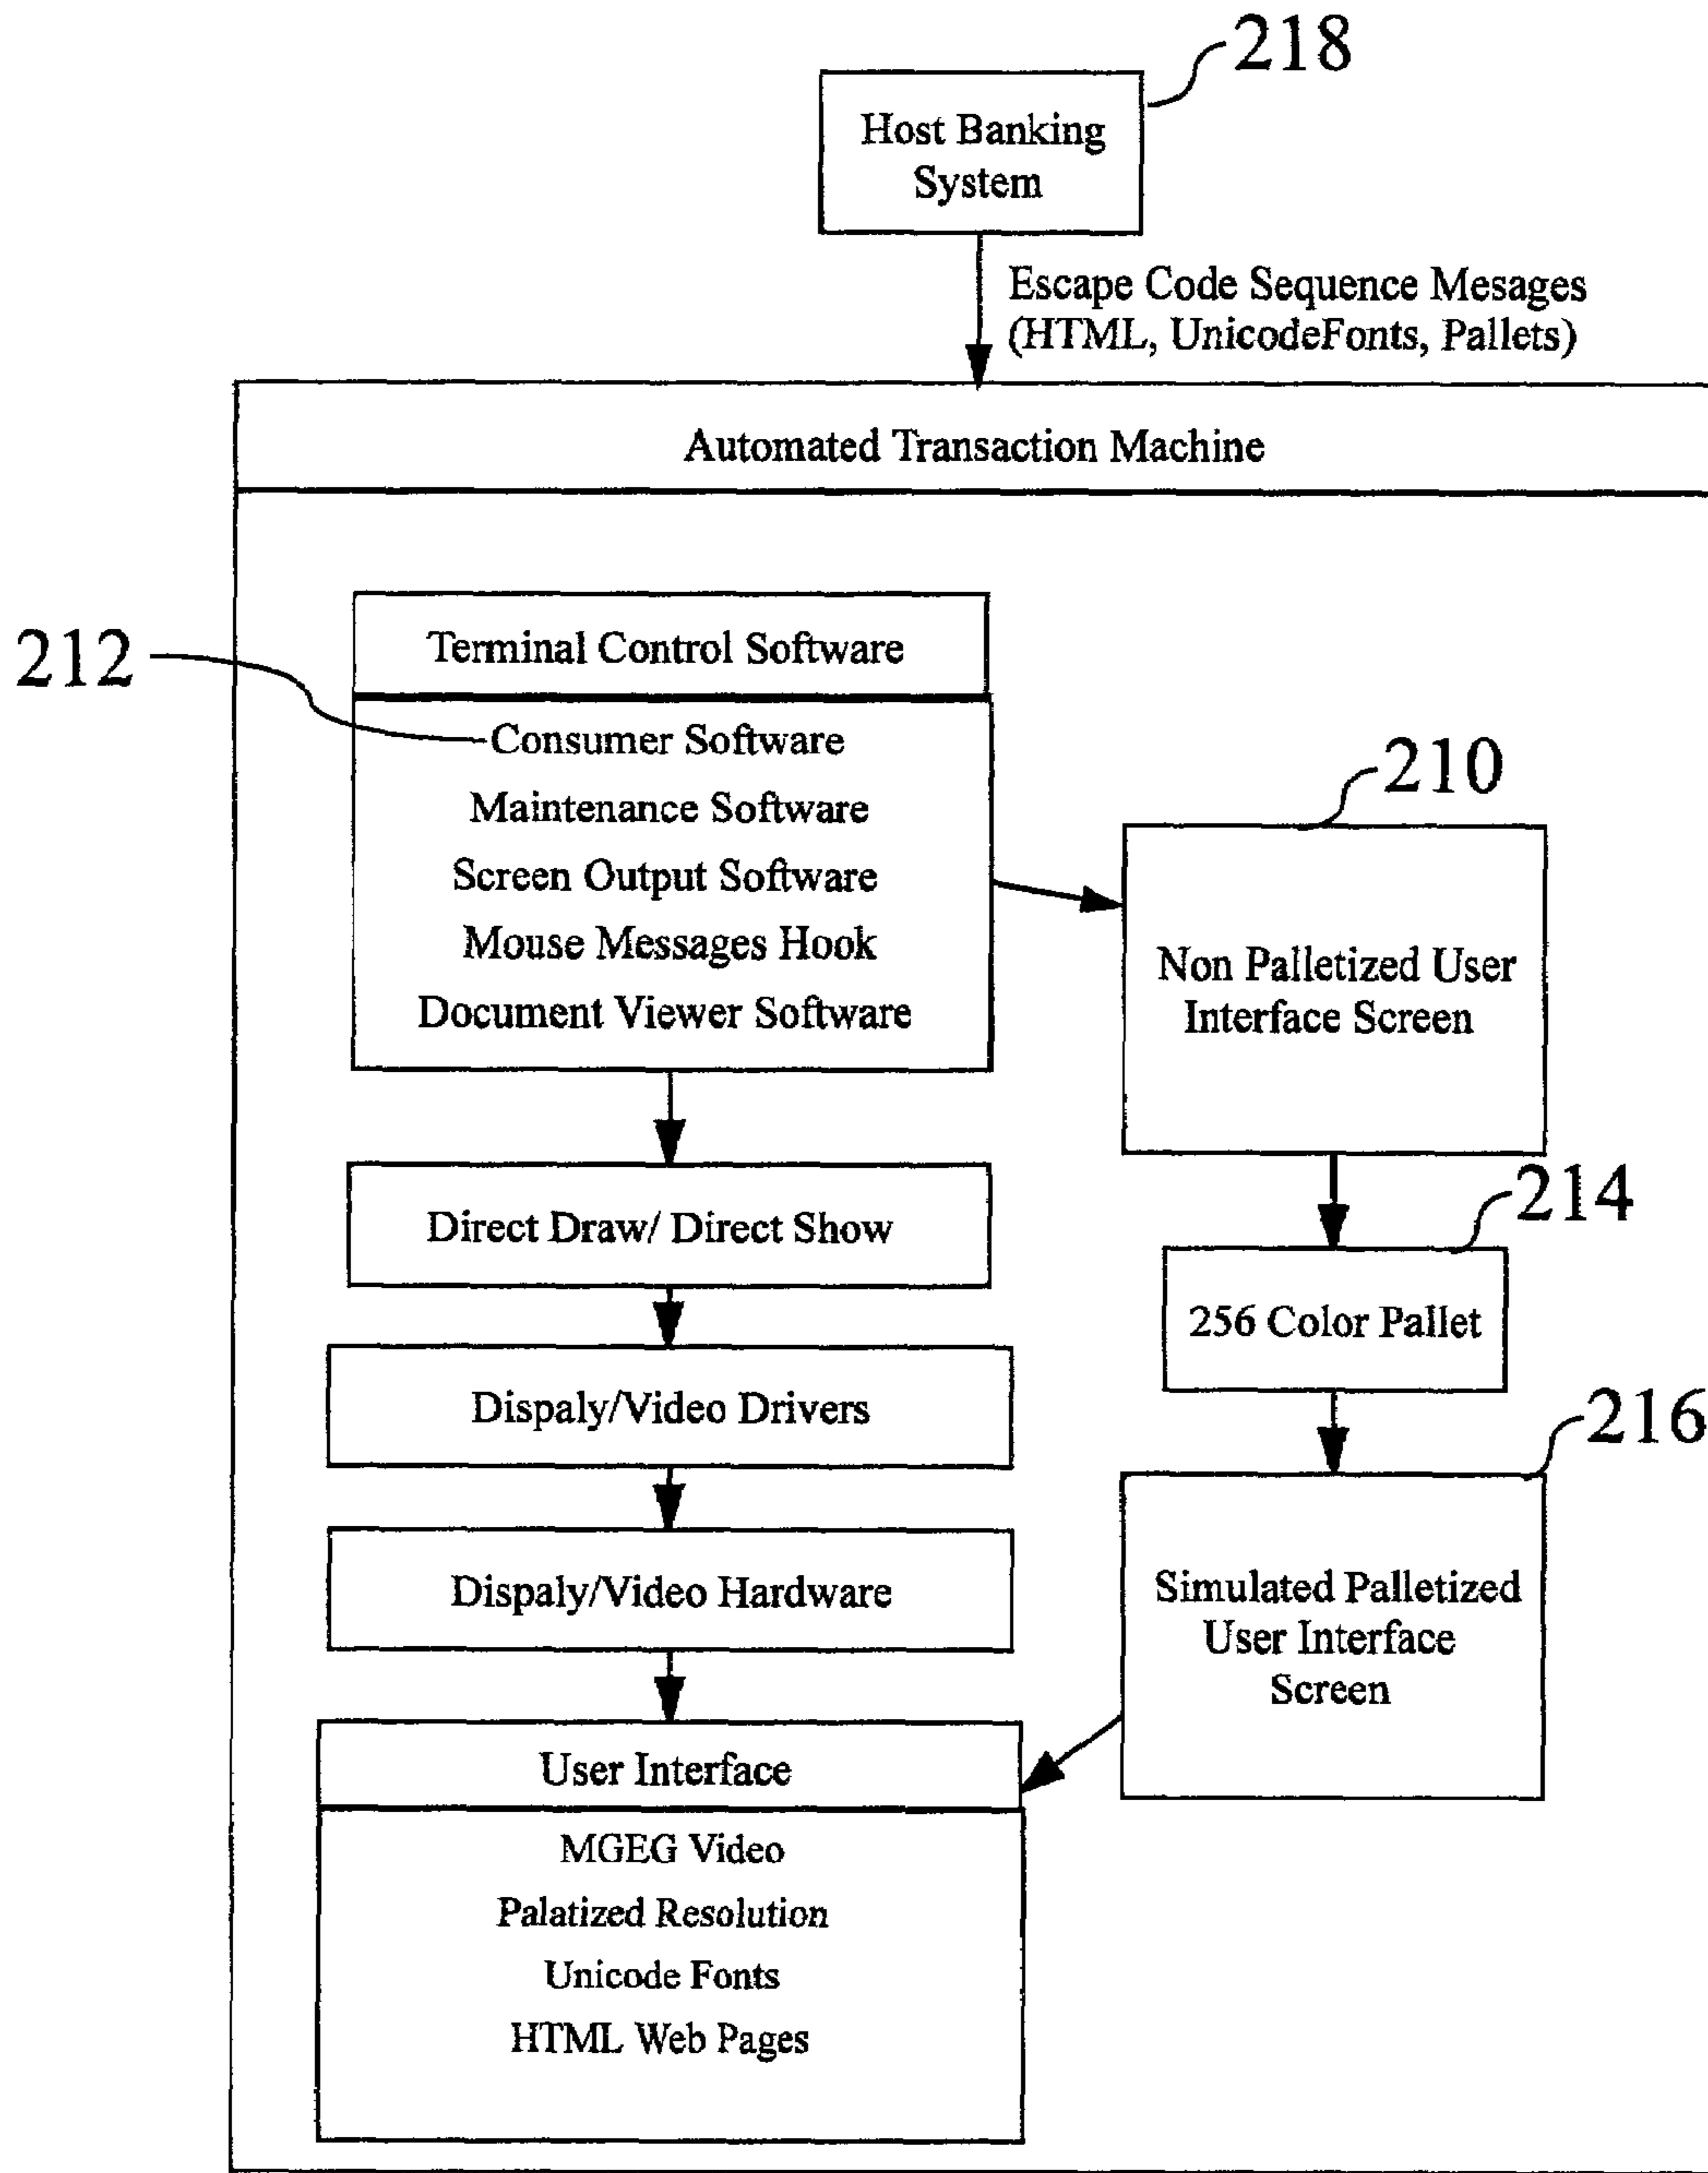 218
Host Banking
System
Escape Code Sequence Mesages
(HTML, UnicodeFonts, Pallets)
Automated Transaction Machine
212
Terminal Control Software
Consumer Software
Maintenance Software
Screen Output Software
Mouse Messages Hook
Document Viewer Software
210
Non Palletized User
Interface Screen
Direct Draw/ Direct Show
214
256 Color Pallet
Dispaly/Video Drivers
216
Dispaly/Video Hardware
Simulated Palletized
User Interface
Screen
User Interface
MGEG Video
Palatized Resolution
Unicode Fonts
HTML Web Pages